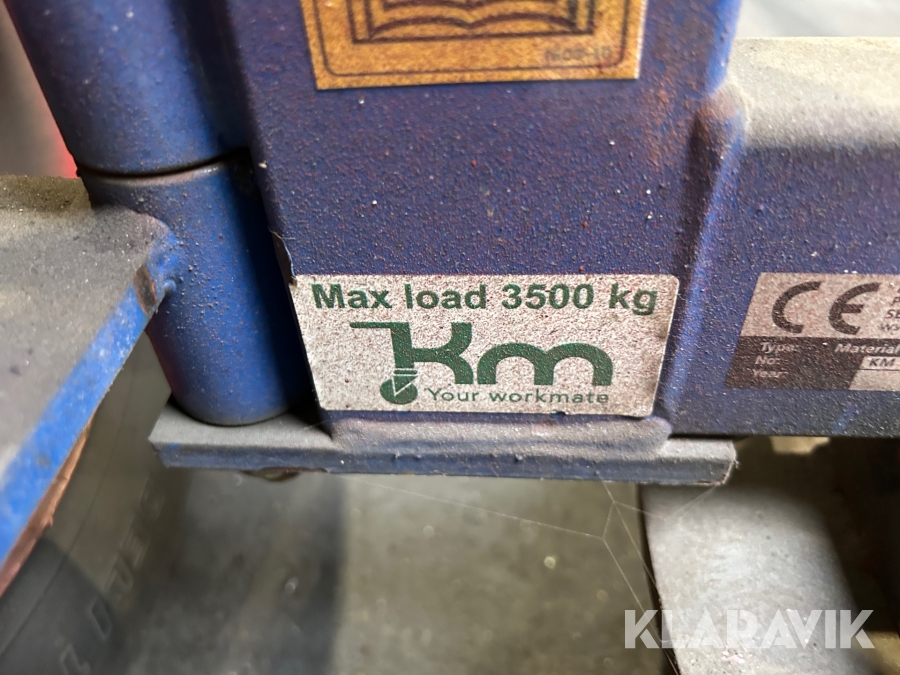 Max load 3500 kg
Km
Your workmate
CE
Type:
Material
No:
KM
Year:
KLARAVIK